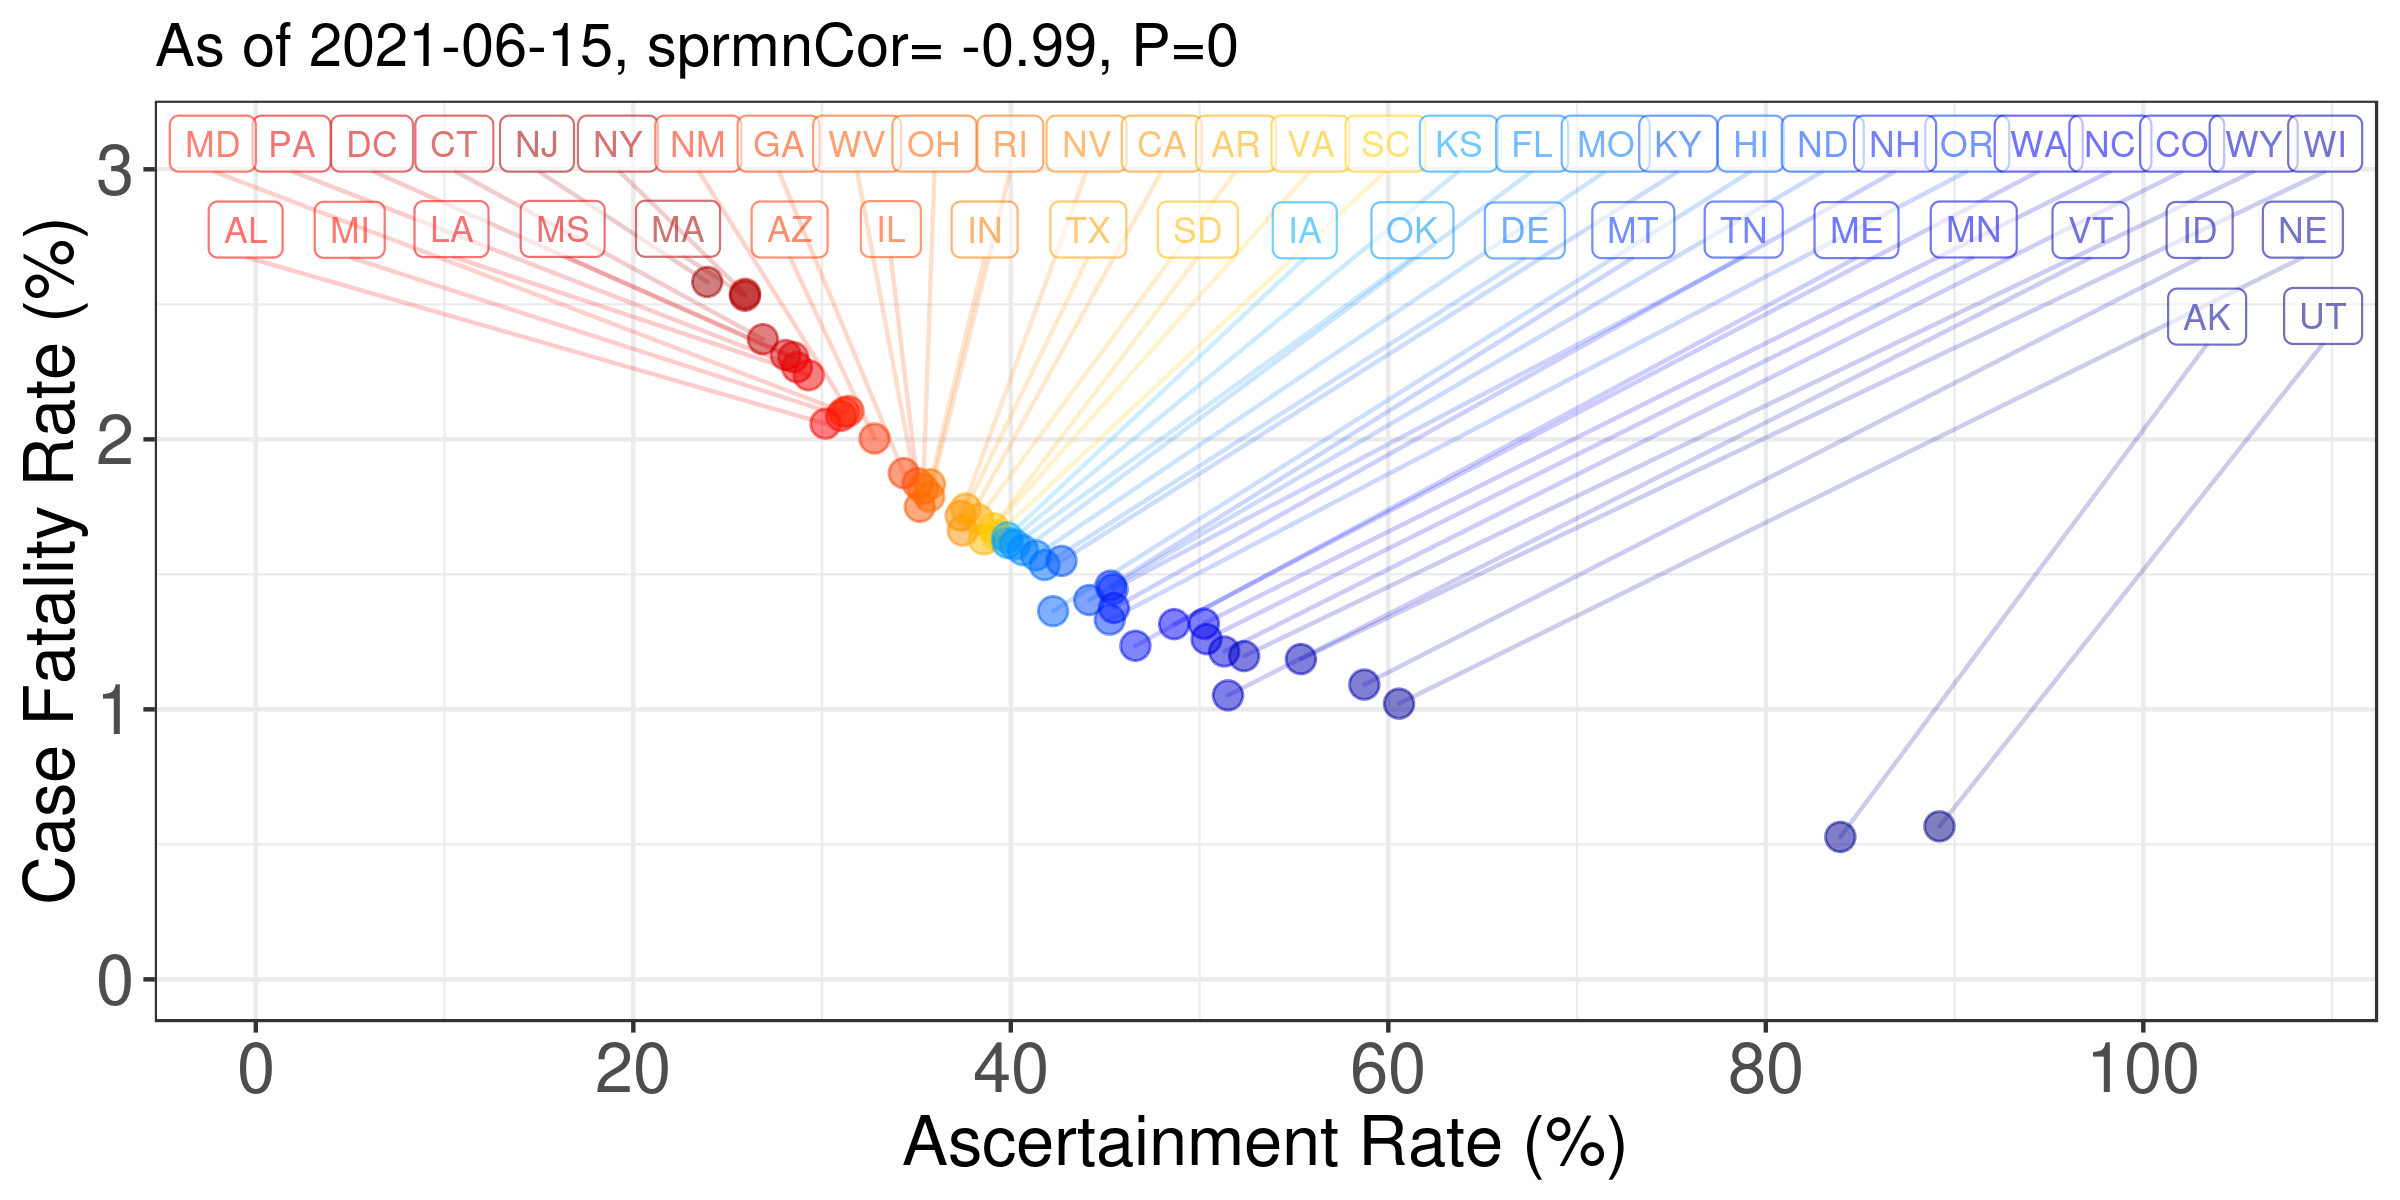 As of 2021-06-15, sprmnCor= -0.99, P=0
MD PA DC CT NJ NY NM GA WV OH RI NV CA AR VA SC KS FL MO KY HI ND NH OR WA NC CO WY WI
AL MI LA MS MA AZ IL IN TX SD IA OK DE MT TN ME MN VT ID NE
AK UT
Case Fatality Rate (%)
3
2
1
0
0 20 40 60 80 100
Ascertainment Rate (%)